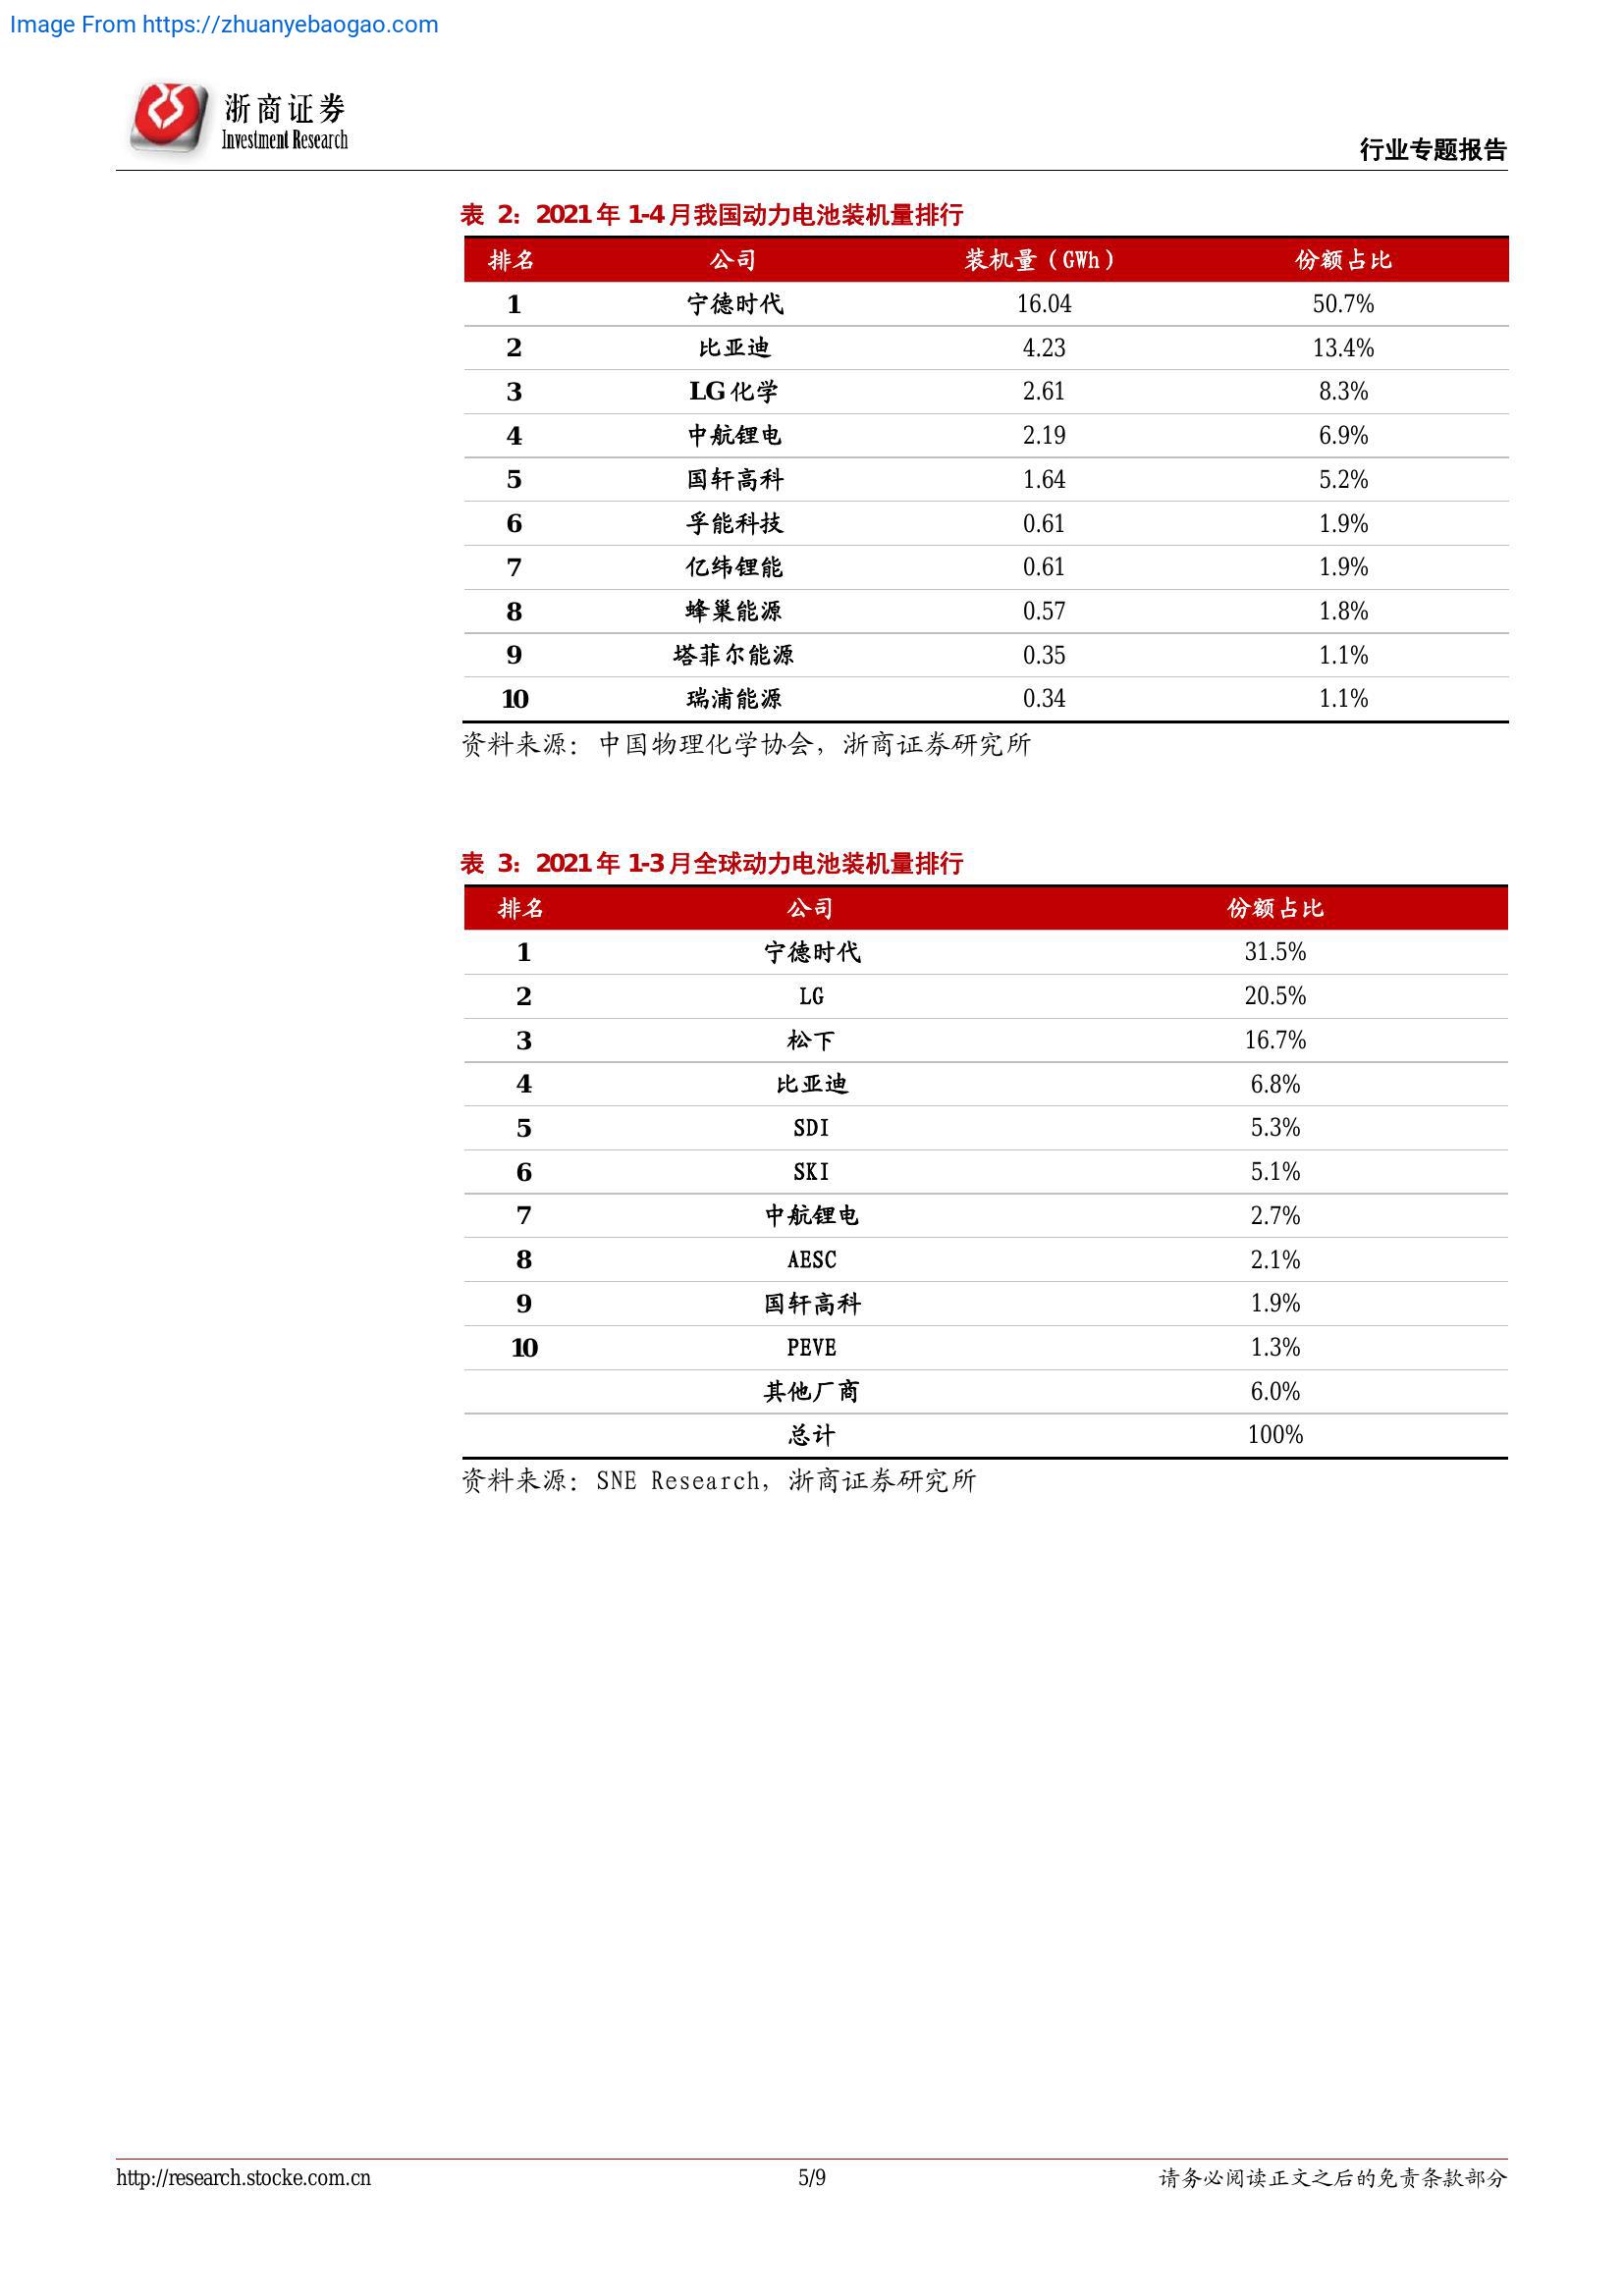 Image From https://zhuanyebaogao.com
浙商证券
Investment Research
行业专题报告
表 2：2021 年 1-4 月我国动力电池装机量排行
排名 公司 装机量（GWh） 份额占比
1 宁德时代 16.04 50.7%
2 比亚迪 4.23 13.4%
3 LG 化学 2.61 8.3%
4 中航锂电 2.19 6.9%
5 国轩高科 1.64 5.2%
6 孚能科技 0.61 1.9%
7 亿纬锂能 0.61 1.9%
8 蜂巢能源 0.57 1.8%
9 塔菲尔能源 0.35 1.1%
10 瑞浦能源 0.34 1.1%
资料来源：中国物理化学协会，浙商证券研究所
表 3：2021 年 1-3 月全球动力电池装机量排行
排名 公司 份额占比
1 宁德时代 31.5%
2 LG 20.5%
3 松下 16.7%
4 比亚迪 6.8%
5 SDI 5.3%
6 SKI 5.1%
7 中航锂电 2.7%
8 AESC 2.1%
9 国轩高科 1.9%
10 PEVE 1.3%
其他厂商 6.0%
总计 100%
资料来源：SNE Research，浙商证券研究所
http://research.stocke.com.cn 5/9 请务必阅读正文之后的免责条款部分